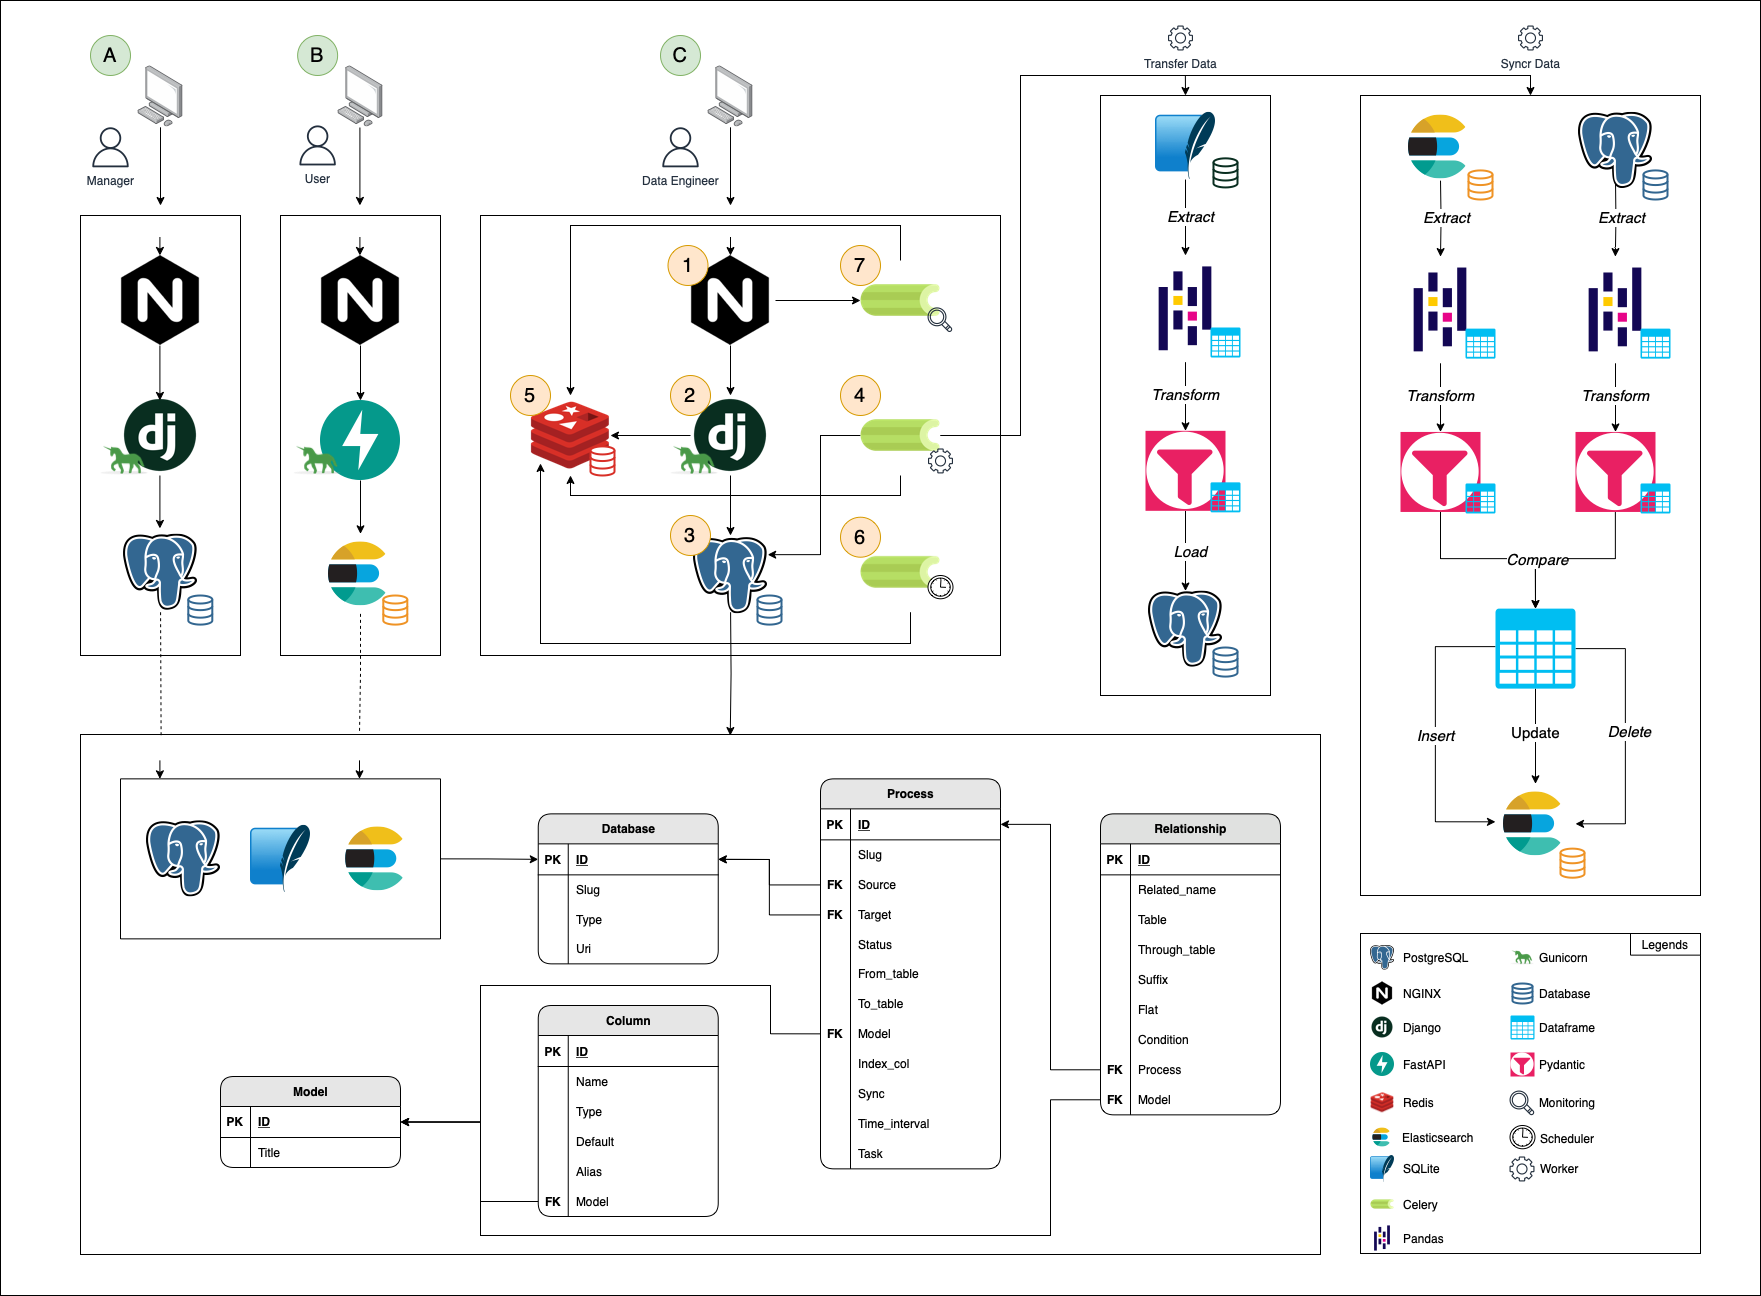 A
B
C
Transfer Data
Syncr Data
Manager
User
Data Engineer
Extract
Extract
Extract
1
7
N
N
N
5
2
4
dj
dj
Transform
Transform
Transform
3
6
Load
Compare
Insert
Update
Delete
Database
PK ID
Slug
Type
Uri
Process
PK ID
Slug
FK Source
FK Target
Status
From_table
To_table
FK Model
Index_col
Sync
Time_interval
Task
Relationship
PK ID
Related_name
Table
Through_table
Suffix
Flat
Condition
FK Process
FK Model
Column
PK ID
Name
Type
Default
Alias
FK Model
Model
PK ID
Title
Legends
PostgreSQL
Gunicorn
N NGINX
Database
dj Django
Dataframe
FastAPI
Pydantic
Redis
Monitoring
Elasticsearch
Scheduler
SQLite
Worker
Celery
Pandas